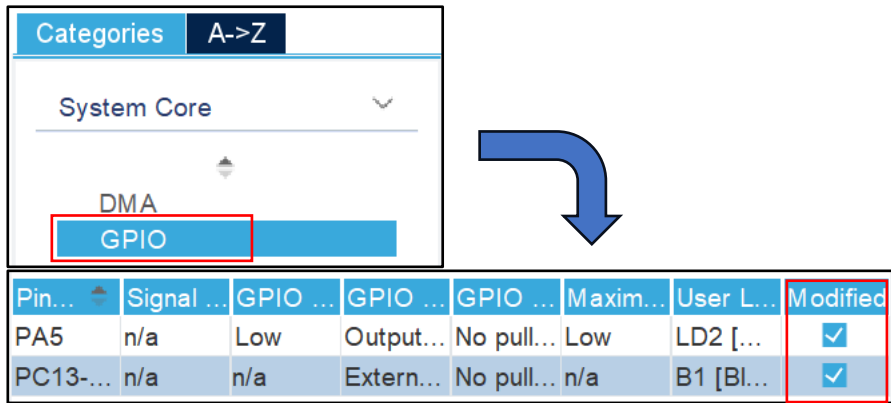 Categories A->Z
System Core
DMA
GPIO
Pin... Signal ... GPIO ... GPIO ... GPIO ... Maxim... User L... Modified
PA5 n/a Low Output... No pull... Low LD2 [...
PC13-... n/a n/a Extern... No pull... n/a B1 [Bl...